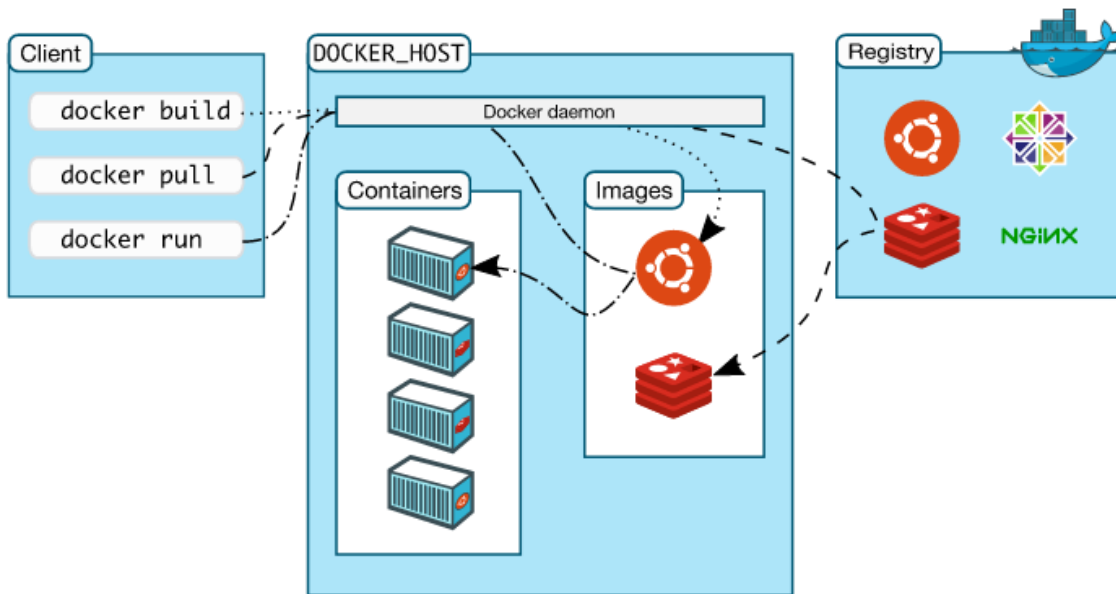 Client
docker build
docker pull
docker run
DOCKER_HOST
Docker daemon
Containers
Images
Registry
NGINX